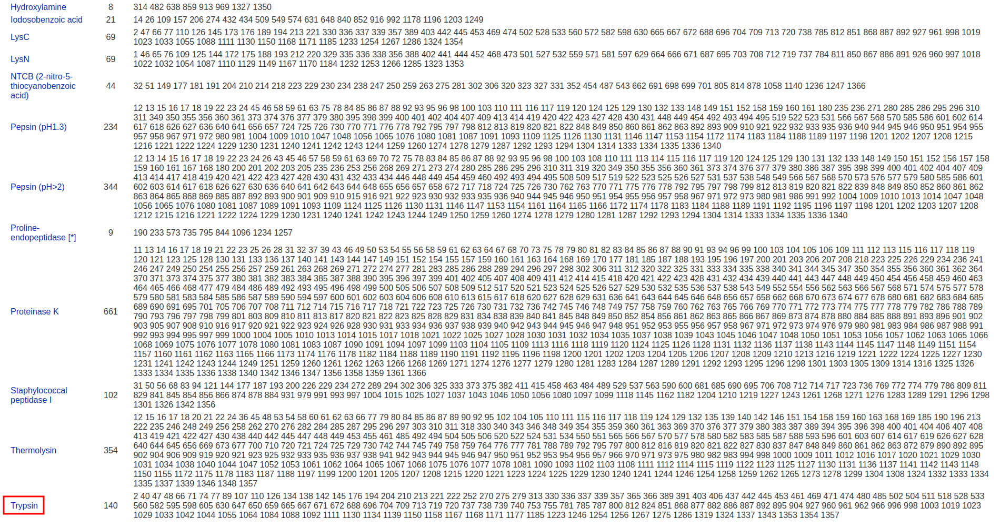 Hydroxylamine 8 314 482 638 859 913 969 1327 1350
Iodosobenzoic acid 21 14 26 109 157 206 274 432 434 509 549 574 631 648 840 852 916 992 1178 1196 1203 1249
LysC 69 2 47 66 77 110 126 145 173 176 189 194 213 221 330 336 337 339 357 389 403 442 445 453 469 474 502 528 533 560 572 582 598 630 665 667 672 688 696 704 709 713 720 738 785 812 851 868 887 892 927 961 998 1019
1023 1033 1055 1088 1111 1130 1150 1168 1171 1185 1233 1254 1267 1286 1324 1354
LysN 69 1 46 65 76 109 125 144 172 175 188 193 212 220 329 335 336 338 356 388 402 441 444 452 468 473 501 527 532 559 571 581 597 629 664 666 671 687 695 703 708 712 719 737 784 811 850 867 886 891 926 960 997 1018
1022 1032 1054 1087 1110 1129 1149 1167 1170 1184 1232 1253 1266 1285 1323 1353
NTCB (2-nitro-5-
thiocyanobenzoic 44 32 51 149 177 181 191 204 210 214 218 223 229 230 234 238 247 250 259 263 275 281 302 306 320 323 327 331 352 454 487 543 662 691 698 699 701 805 814 878 1058 1140 1236 1247 1366
acid)
12 13 15 16 17 18 19 22 23 24 45 46 58 59 61 63 75 78 84 85 86 87 88 92 93 95 96 98 100 103 110 111 116 117 119 120 124 125 129 130 132 133 148 149 151 152 158 159 160 161 180 235 236 271 280 285 286 295 296 310
311 349 350 355 356 360 361 373 374 376 377 379 380 395 398 399 400 401 402 404 407 409 413 414 419 420 422 423 427 428 430 431 448 449 454 492 493 494 495 519 522 523 531 566 567 568 570 585 586 601 602 614
Pepsin (pH1.3) 234 617 618 626 627 636 640 641 656 657 724 725 726 730 770 771 776 778 792 795 797 798 812 813 819 820 821 822 848 849 850 860 861 862 863 892 893 909 910 921 922 932 933 935 936 940 944 945 946 950 951 954 955
957 958 967 971 972 980 981 1004 1009 1010 1047 1048 1056 1065 1076 1080 1081 1087 1091 1093 1109 1125 1126 1130 1131 1146 1147 1153 1154 1172 1174 1183 1184 1188 1189 1197 1198 1201 1202 1207 1208 1215
1216 1221 1222 1224 1229 1230 1231 1240 1241 1242 1243 1244 1259 1260 1274 1278 1279 1287 1292 1293 1294 1304 1314 1333 1334 1335 1336 1340
12 13 14 15 16 17 18 19 22 23 24 26 43 45 46 57 58 59 61 63 69 70 72 75 78 83 84 85 86 87 88 92 93 95 96 98 100 103 108 110 111 113 114 115 116 117 119 120 124 125 129 130 131 132 133 148 149 150 151 152 156 157 158
159 160 161 167 168 180 200 201 202 203 205 235 236 253 256 268 269 271 273 274 280 285 286 295 296 310 311 319 320 349 350 355 356 360 361 373 374 376 377 379 380 386 387 395 398 399 400 401 402 404 407 409
413 414 417 418 419 420 421 422 423 427 428 430 431 432 433 434 446 448 449 454 459 460 492 493 494 495 508 509 517 519 522 523 525 526 527 531 537 538 548 549 566 567 568 570 573 576 577 579 580 585 586 601
Pepsin (pH>2) 344 602 603 614 617 618 626 627 630 636 640 641 642 643 644 648 655 656 657 658 672 717 718 724 725 726 730 762 763 770 771 775 776 778 792 795 797 798 799 812 813 819 820 821 822 839 848 849 850 852 860 861 862
863 864 865 868 869 885 887 892 893 900 901 909 910 915 916 921 922 923 930 932 933 935 936 940 944 945 946 950 951 954 955 956 957 958 967 971 972 973 980 981 986 991 992 1004 1009 1010 1013 1014 1047 1048
1056 1065 1076 1080 1081 1087 1089 1091 1093 1109 1124 1125 1126 1130 1131 1146 1147 1153 1154 1161 1164 1165 1166 1172 1174 1178 1183 1184 1188 1189 1191 1192 1195 1196 1197 1198 1201 1202 1203 1207 1208
1212 1215 1216 1221 1222 1224 1229 1230 1231 1240 1241 1242 1243 1244 1249 1250 1259 1260 1274 1278 1279 1280 1281 1287 1292 1293 1294 1304 1314 1333 1334 1335 1336 1340
Proline-
endopeptidase [*] 9 190 233 573 735 795 844 1096 1234 1257
11 13 14 16 17 18 19 21 22 23 25 26 28 31 32 37 39 43 46 49 50 53 54 55 56 58 59 61 62 63 64 67 68 70 73 75 78 79 80 81 82 83 84 85 86 87 88 90 91 93 94 96 99 100 103 104 105 106 109 111 112 113 115 116 117 118 119
120 121 123 125 128 130 131 133 136 137 140 141 143 144 147 149 151 152 154 155 157 159 160 161 163 164 168 169 170 177 181 185 187 188 193 195 196 197 200 201 203 206 207 208 218 223 225 226 229 234 236 241
246 247 249 250 254 255 256 257 259 261 263 268 269 271 272 274 277 281 283 285 286 288 289 294 296 297 298 302 306 311 312 320 322 325 331 333 334 335 338 340 341 344 345 347 350 354 355 356 360 361 362 364
370 371 373 374 375 377 380 381 382 383 384 385 387 388 390 395 396 397 399 401 402 405 407 408 409 411 412 414 415 418 420 421 422 423 428 431 432 434 439 440 441 443 447 448 449 450 454 456 458 459 460 463
464 465 466 468 477 479 484 486 489 492 493 495 496 498 499 500 505 506 507 508 509 512 517 520 521 523 524 525 526 527 529 530 532 535 536 537 538 543 549 552 554 556 562 563 566 567 568 571 574 575 577 578
579 580 581 583 584 585 586 587 589 590 594 597 600 601 602 603 604 606 608 610 613 615 617 618 620 627 628 629 631 636 641 643 644 645 646 648 656 657 658 662 668 670 673 674 677 678 680 681 682 683 684 685
Proteinase K 661 689 690 691 695 701 705 706 707 708 711 712 714 715 716 717 718 721 722 723 725 726 730 731 732 736 742 745 746 748 749 757 758 759 760 762 763 765 766 769 770 771 772 773 774 775 777 778 779 782 786 788 789
790 793 796 797 798 799 801 803 809 810 811 813 817 820 821 822 823 825 828 829 831 834 838 839 840 841 845 848 849 850 852 854 856 861 862 863 865 866 867 869 873 874 878 880 884 885 888 891 893 896 901 902
903 905 907 908 910 916 917 920 921 922 923 924 926 928 930 931 933 934 936 937 938 939 940 942 943 944 945 946 947 948 951 952 953 955 956 957 958 967 971 972 973 974 976 979 980 981 983 984 986 987 988 991
992 993 994 995 997 999 1000 1004 1005 1010 1013 1014 1015 1017 1018 1021 1022 1025 1027 1028 1030 1031 1032 1034 1035 1037 1038 1039 1043 1045 1046 1047 1048 1050 1051 1053 1056 1057 1062 1063 1065 1066
1068 1069 1075 1076 1077 1078 1080 1081 1083 1087 1090 1091 1094 1097 1099 1103 1104 1105 1109 1113 1116 1118 1119 1120 1124 1125 1126 1128 1131 1132 1136 1137 1138 1143 1144 1145 1147 1148 1149 1151 1154
1157 1160 1161 1162 1163 1165 1166 1173 1174 1176 1178 1182 1184 1188 1189 1190 1191 1192 1195 1196 1198 1200 1201 1202 1203 1204 1205 1206 1207 1208 1209 1210 1213 1216 1219 1221 1222 1224 1225 1227 1230
1231 1241 1242 1243 1244 1249 1251 1259 1260 1261 1262 1263 1266 1268 1269 1271 1274 1276 1277 1279 1280 1281 1283 1284 1287 1289 1291 1292 1293 1295 1296 1298 1301 1303 1305 1309 1314 1316 1325 1326
1333 1334 1335 1336 1338 1340 1342 1346 1347 1356 1358 1359 1361 1366
Staphylococcal 31 50 56 68 83 94 121 144 177 187 193 200 226 229 234 272 289 294 302 306 325 333 373 375 382 411 415 458 463 484 489 529 537 563 590 600 681 685 690 695 706 708 712 714 717 723 736 769 772 774 779 786 809 811
peptidase I 102 829 841 845 854 856 866 874 878 884 931 979 991 993 997 1004 1015 1025 1027 1037 1043 1046 1050 1056 1080 1097 1099 1118 1145 1162 1182 1204 1210 1219 1227 1243 1261 1268 1271 1276 1283 1289 1291 1296 1298
1301 1326 1342 1356
12 15 16 17 18 20 21 22 24 36 45 48 53 54 58 60 61 62 63 66 77 79 80 84 85 86 87 89 90 92 95 102 104 105 110 111 115 116 117 118 119 124 129 132 135 139 140 142 146 151 154 158 159 160 163 168 169 185 190 196 213
222 235 246 248 249 256 258 262 270 276 282 284 285 287 295 296 297 303 310 311 318 330 340 343 346 348 349 354 355 359 360 361 363 369 370 376 377 379 380 383 387 389 394 395 396 398 400 401 404 406 407 408
413 419 421 422 427 430 438 440 442 445 447 448 449 453 455 461 485 492 494 504 505 506 520 522 524 531 534 550 551 565 566 567 570 577 578 580 582 583 585 587 588 593 596 601 603 607 614 617 619 626 627 628
Thermolysin 354 640 644 645 656 669 673 677 700 710 720 721 724 725 729 730 742 744 745 749 758 759 764 776 777 781 788 789 792 795 797 800 812 816 819 820 821 822 827 830 837 847 848 849 860 861 862 863 872 879 890 892 895
902 904 906 909 919 920 921 923 925 932 933 935 936 937 938 941 942 943 944 945 946 947 950 951 952 953 954 956 957 966 970 971 973 975 980 982 983 994 998 1000 1009 1011 1012 1016 1017 1020 1021 1029 1030
1031 1034 1038 1040 1044 1047 1052 1053 1061 1062 1064 1065 1067 1068 1075 1076 1077 1078 1081 1090 1093 1102 1103 1108 1111 1112 1114 1115 1119 1122 1123 1125 1127 1130 1131 1136 1137 1141 1142 1143 1148
1150 1155 1172 1175 1178 1183 1187 1188 1197 1199 1200 1201 1205 1207 1208 1215 1220 1221 1223 1224 1225 1229 1230 1240 1241 1244 1246 1254 1258 1259 1262 1265 1273 1278 1299 1304 1308 1324 1332 1333 1334
1335 1337 1339 1346 1348 1357
2 40 47 48 66 71 74 77 89 107 110 126 134 138 142 145 176 194 204 210 213 221 222 252 270 275 279 313 330 336 337 339 357 365 366 389 391 403 406 437 442 445 453 461 469 471 474 480 485 502 504 511 518 528 533
Trypsin 140 560 582 595 598 605 630 647 650 659 665 667 671 672 688 696 704 709 713 719 720 737 738 739 740 753 755 781 785 787 800 812 824 851 868 877 882 886 887 892 895 904 927 960 961 962 966 996 998 1003 1019 1023
1029 1033 1042 1044 1055 1064 1084 1088 1092 1111 1130 1134 1139 1150 1158 1167 1168 1171 1177 1185 1223 1246 1254 1256 1267 1275 1286 1319 1324 1337 1343 1353 1354 1357